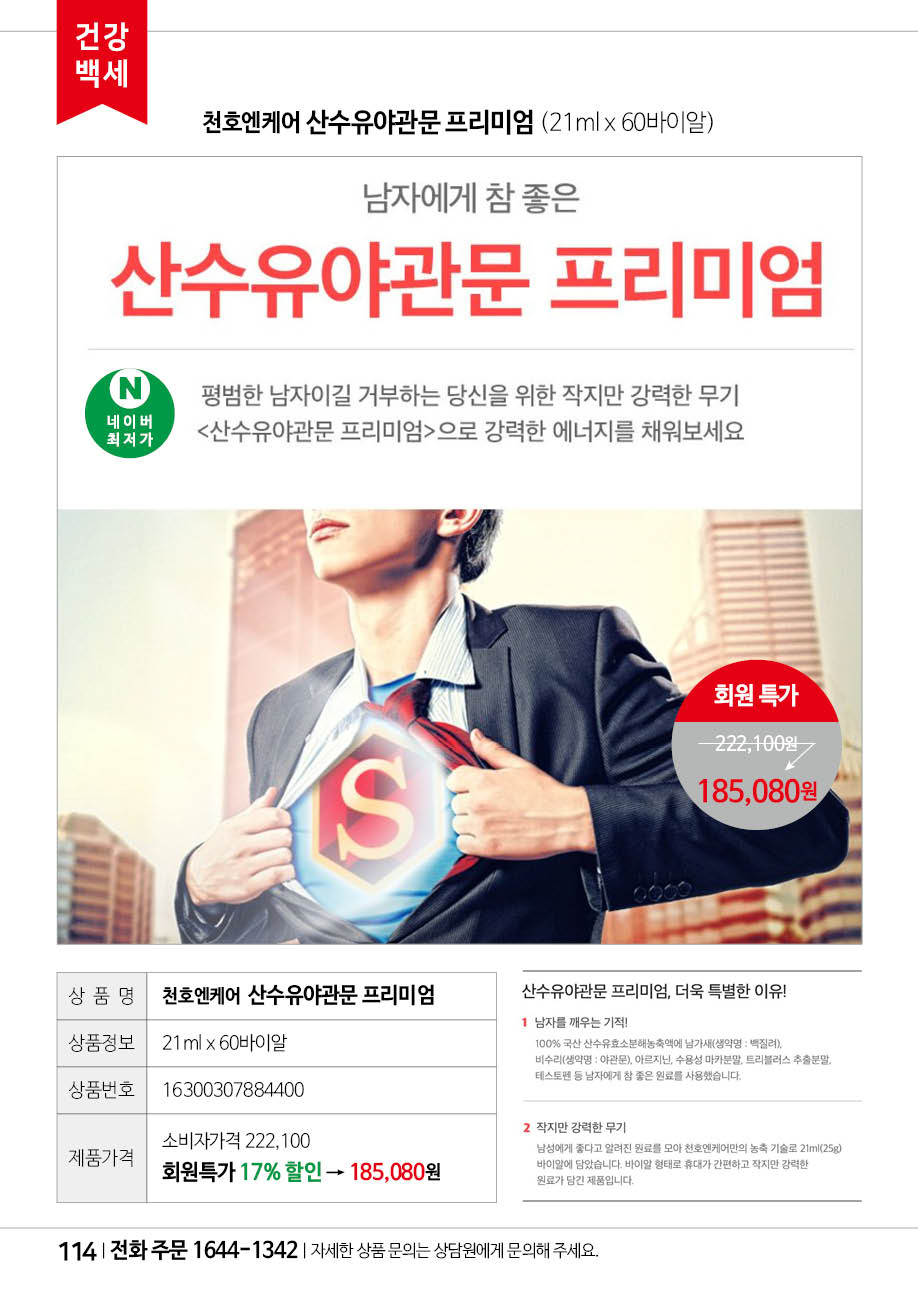 건강
백세
천호엔케어 산수유야관문 프리미엄 (21ml x 60바이알)
남자에게 참 좋은
산수유야관문 프리미엄
N
네이버
최저가
평범한 남자이길 거부하는 당신을 위한 작지만 강력한 무기
<산수유야관문 프리미엄>으로 강력한 에너지를 채워보세요
S
회원 특가
222,100원
185,080원
상 품 명 천호엔케어 산수유야관문 프리미엄
상품정보 21ml x 60바이알
상품번호 16300307884400
제품가격 소비자가격 222,100
회원특가 17% 할인 → 185,080원
산수유야관문 프리미엄, 더욱 특별한 이유!
1 남자를 깨우는 기적!
100% 국산 산수유효소분해농축액에 남가새(생약명 : 백질려),
비수리(생약명 : 야관문), 아르지닌, 수용성 마카분말, 트리블러스 추출분말,
테스토펜 등 남자에게 참 좋은 원료를 사용했습니다.
2 작지만 강력한 무기
남성에게 좋다고 알려진 원료를 모아 천호엔케어만의 농축 기술로 21ml(25g)
바이알에 담았습니다. 바이알 형태로 휴대가 간편하고 작지만 강력한
원료가 담긴 제품입니다.
114 | 전화 주문 1644-1342 | 자세한 상품 문의는 상담원에게 문의해 주세요.